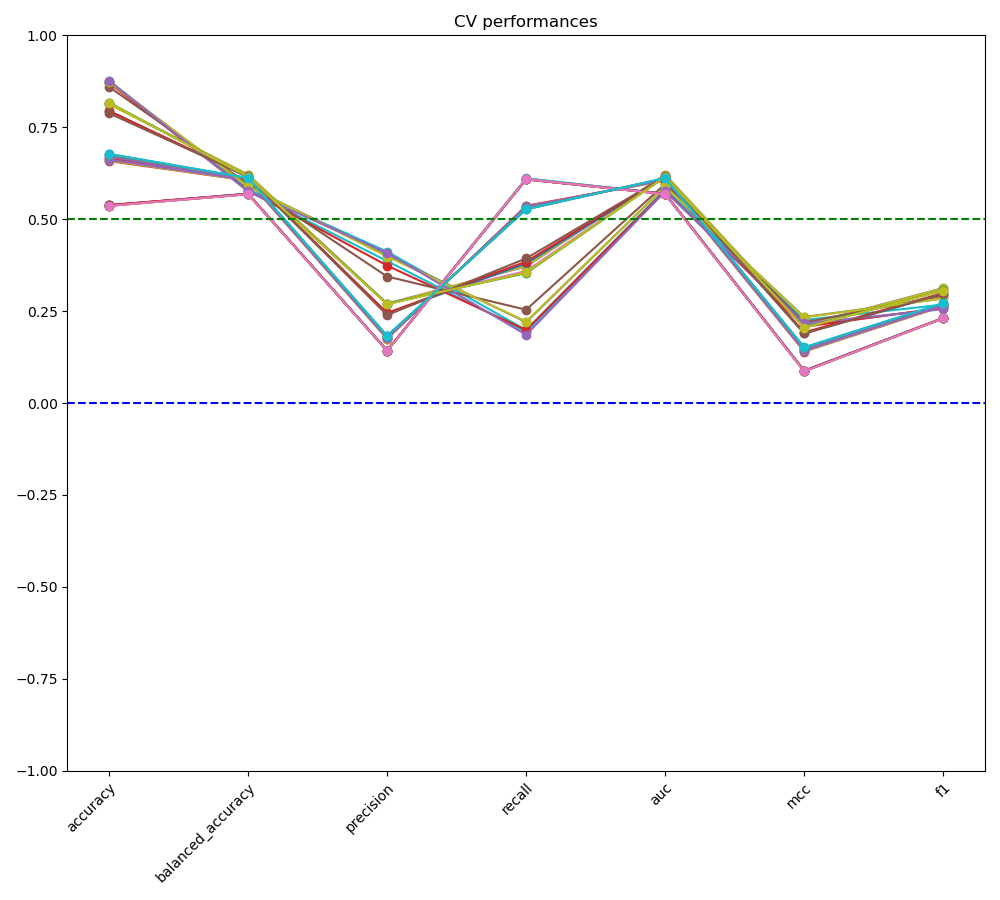 CV performances
1.00
0.75
0.50
0.25
0.00
−0.25
−0.50
−0.75
−1.00
accuracy
balanced_accuracy
precision
recall
auc
mcc
f1